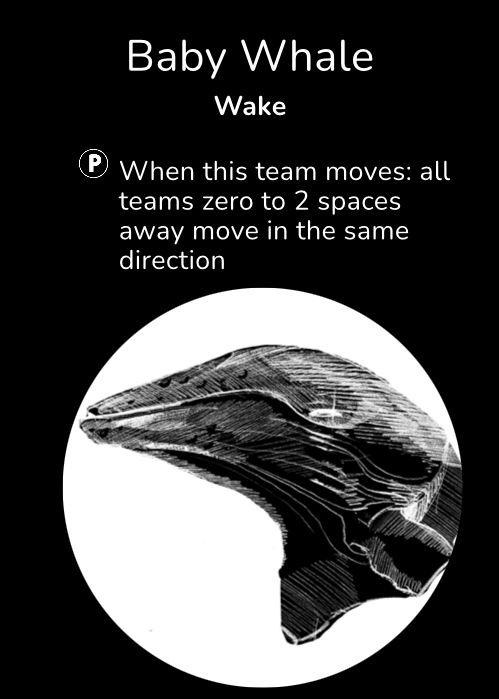 Baby Whale
Wake
P When this team moves: all
teams zero to 2 spaces
away move in the same
direction